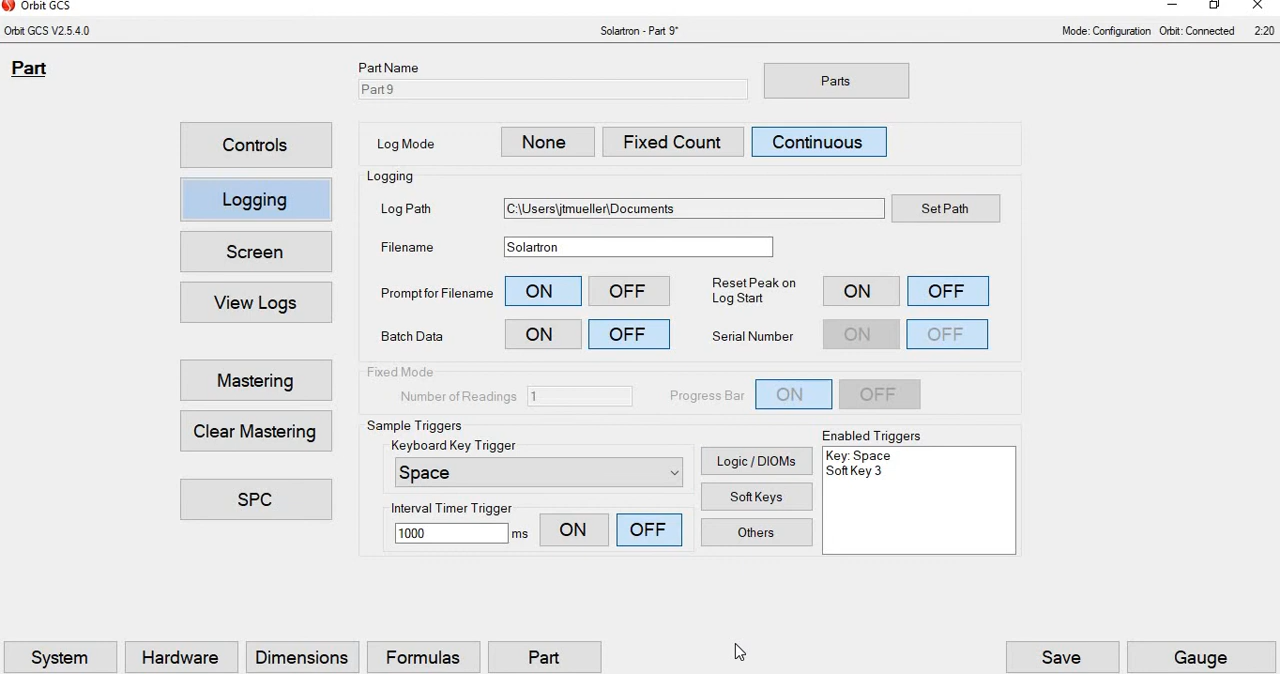 Orbit GCS
Orbit GCS V2.5.4.0 Solartron - Part 9* Mode: Configuration Orbit: Connected 2:20
Part
Part Name
Part 9
Parts
Controls
Logging
Screen
View Logs
Mastering
Clear Mastering
SPC
Log Mode None Fixed Count Continuous
Logging
Log Path C:\Users\jtmueller\Documents Set Path
Filename Solartron
Prompt for Filename ON OFF
Reset Peak on
Log Start
ON OFF
Batch Data ON OFF
Serial Number ON OFF
Fixed Mode
Number of Readings 1 Progress Bar ON OFF
Sample Triggers
Keyboard Key Trigger
Space
Interval Timer Trigger
1000 ms ON OFF
Logic / DIOMs
Soft Keys
Others
Enabled Triggers
Key: Space
Soft Key 3
System Hardware Dimensions Formulas Part Save Gauge